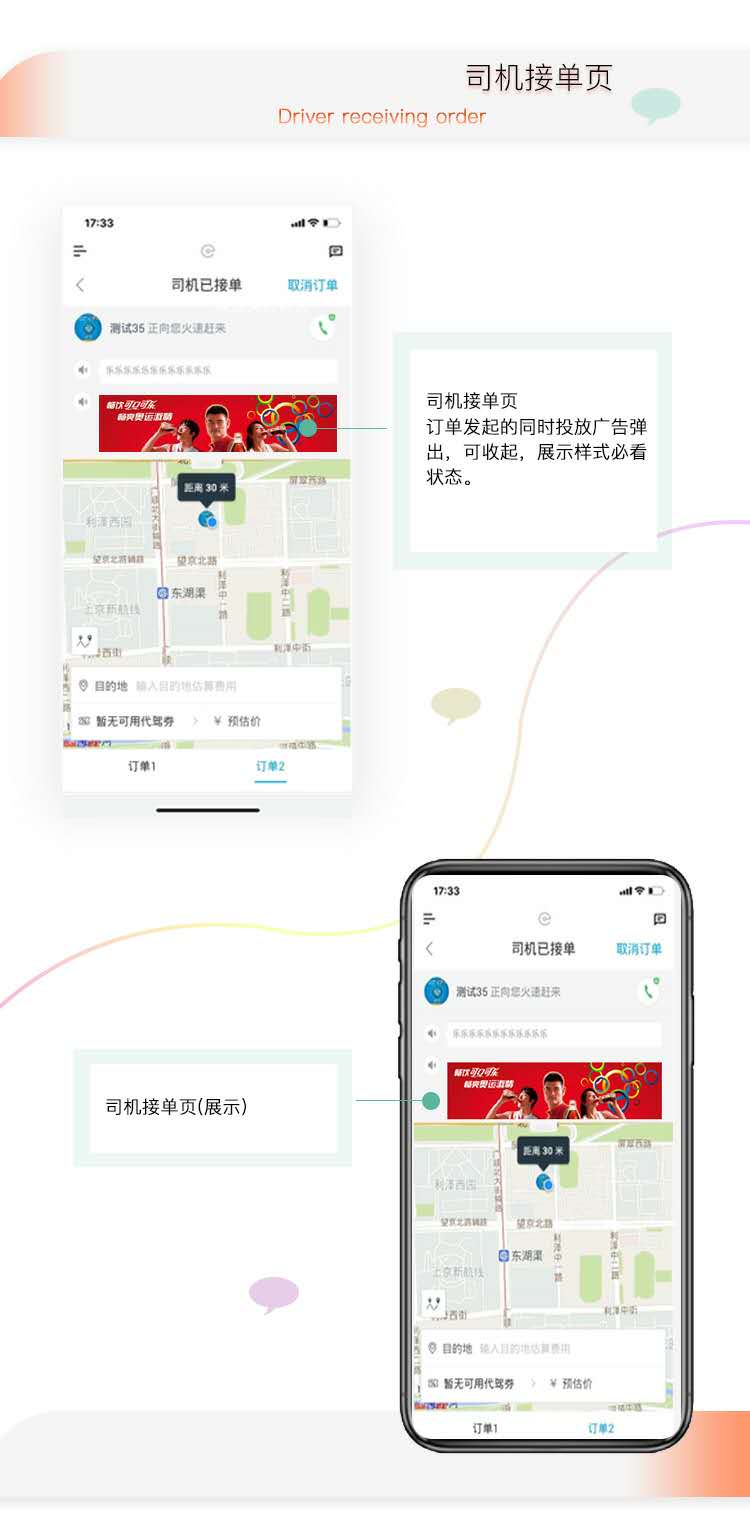 司机接单页
Driver receiving order
17:33
司机已接单
取消订单
测试35 正向您火速赶来
乐乐乐乐乐乐乐乐乐乐乐乐
畅饮可口可乐
畅爽奥运激情
司机接单页
订单发起的同时投放广告弹
出，可收起，展示样式必看
状态。
距离 30 米
屏翠西路
利泽西园
望京北路辅路
望京北路
东湖渠
利泽中二路
上京新航线
利泽中街
目的地 输入目的地估算费用
暂无可用代驾券 > ￥ 预估价
订单1
订单2
17:33
司机已接单
取消订单
测试35 正向您火速赶来
乐乐乐乐乐乐乐乐乐乐乐乐
畅饮可口可乐
畅爽奥运激情
司机接单页(展示)
距离 30 米
屏翠西路
利泽西园
望京北路辅路
望京北路
东湖渠
利泽中二路
上京新航线
利泽中街
目的地 输入目的地估算费用
暂无可用代驾券 > ￥ 预估价
订单1
订单2